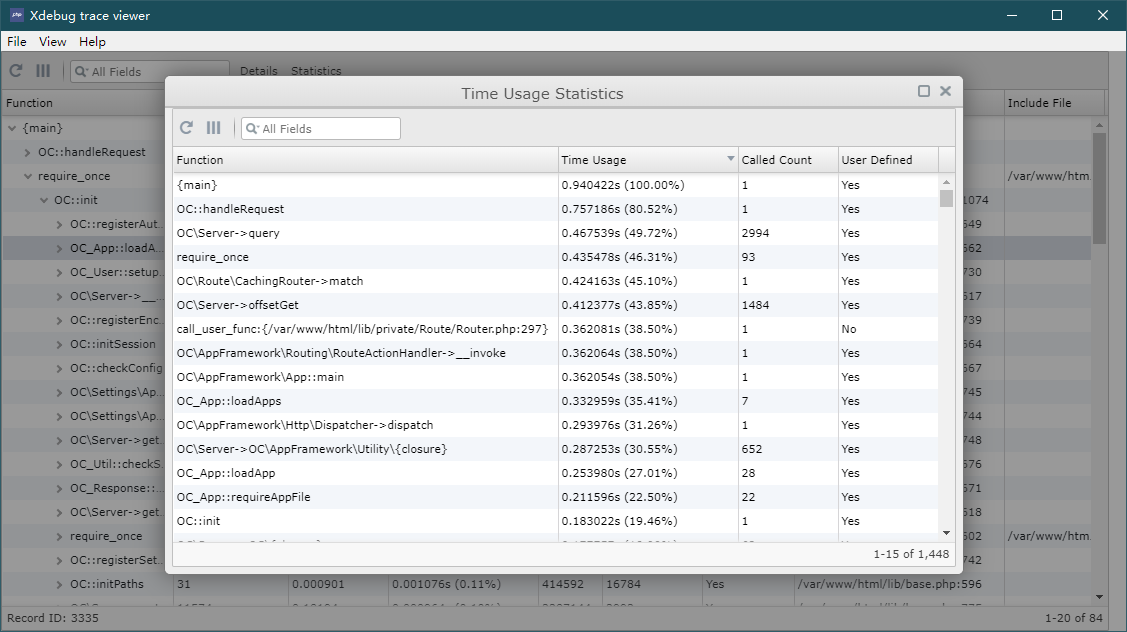 php Xdebug trace viewer
File View Help
All Fields Details Statistics
Function Include File
{main}
OC::handleRequest
require_once /var/www/htm
OC::init 1074
OC::registerAut... 549
OC_App::loadA... 562
OC_User::setup... 730
OC\Server->__... 517
OC::registerEnc... 739
OC::initSession 564
OC::checkConfig 567
OC\Settings\Ap... 745
OC\Settings\Ap... 744
OC\Server->get... 748
OC_Util::checkS... 576
OC_Response::... 571
OC\Server->get... 518
require_once 502 /var/www/htm
OC::registerSet... 742
OC::initPaths 31 0.000901 0.001076s (0.11%) 414592 16784 Yes /var/www/html/lib/base.php:596
Record ID: 3335 1-20 of 84
Time Usage Statistics
All Fields
Function Time Usage Called Count User Defined
{main} 0.940422s (100.00%) 1 Yes
OC::handleRequest 0.757186s (80.52%) 1 Yes
OC\Server->query 0.467539s (49.72%) 2994 Yes
require_once 0.435478s (46.31%) 93 Yes
OC\Route\CachingRouter->match 0.424163s (45.10%) 1 Yes
OC\Server->offsetGet 0.412377s (43.85%) 1484 Yes
call_user_func:{/var/www/html/lib/private/Route/Router.php:297} 0.362081s (38.50%) 1 No
OC\AppFramework\Routing\RouteActionHandler->__invoke 0.362064s (38.50%) 1 Yes
OC\AppFramework\App::main 0.362054s (38.50%) 1 Yes
OC_App::loadApps 0.332959s (35.41%) 7 Yes
OC\AppFramework\Http\Dispatcher->dispatch 0.293976s (31.26%) 1 Yes
OC\Server->OC\AppFramework\Utility\{closure} 0.287253s (30.55%) 652 Yes
OC_App::loadApp 0.253980s (27.01%) 28 Yes
OC_App::requireAppFile 0.211596s (22.50%) 22 Yes
OC::init 0.183022s (19.46%) 1 Yes
1-15 of 1,448